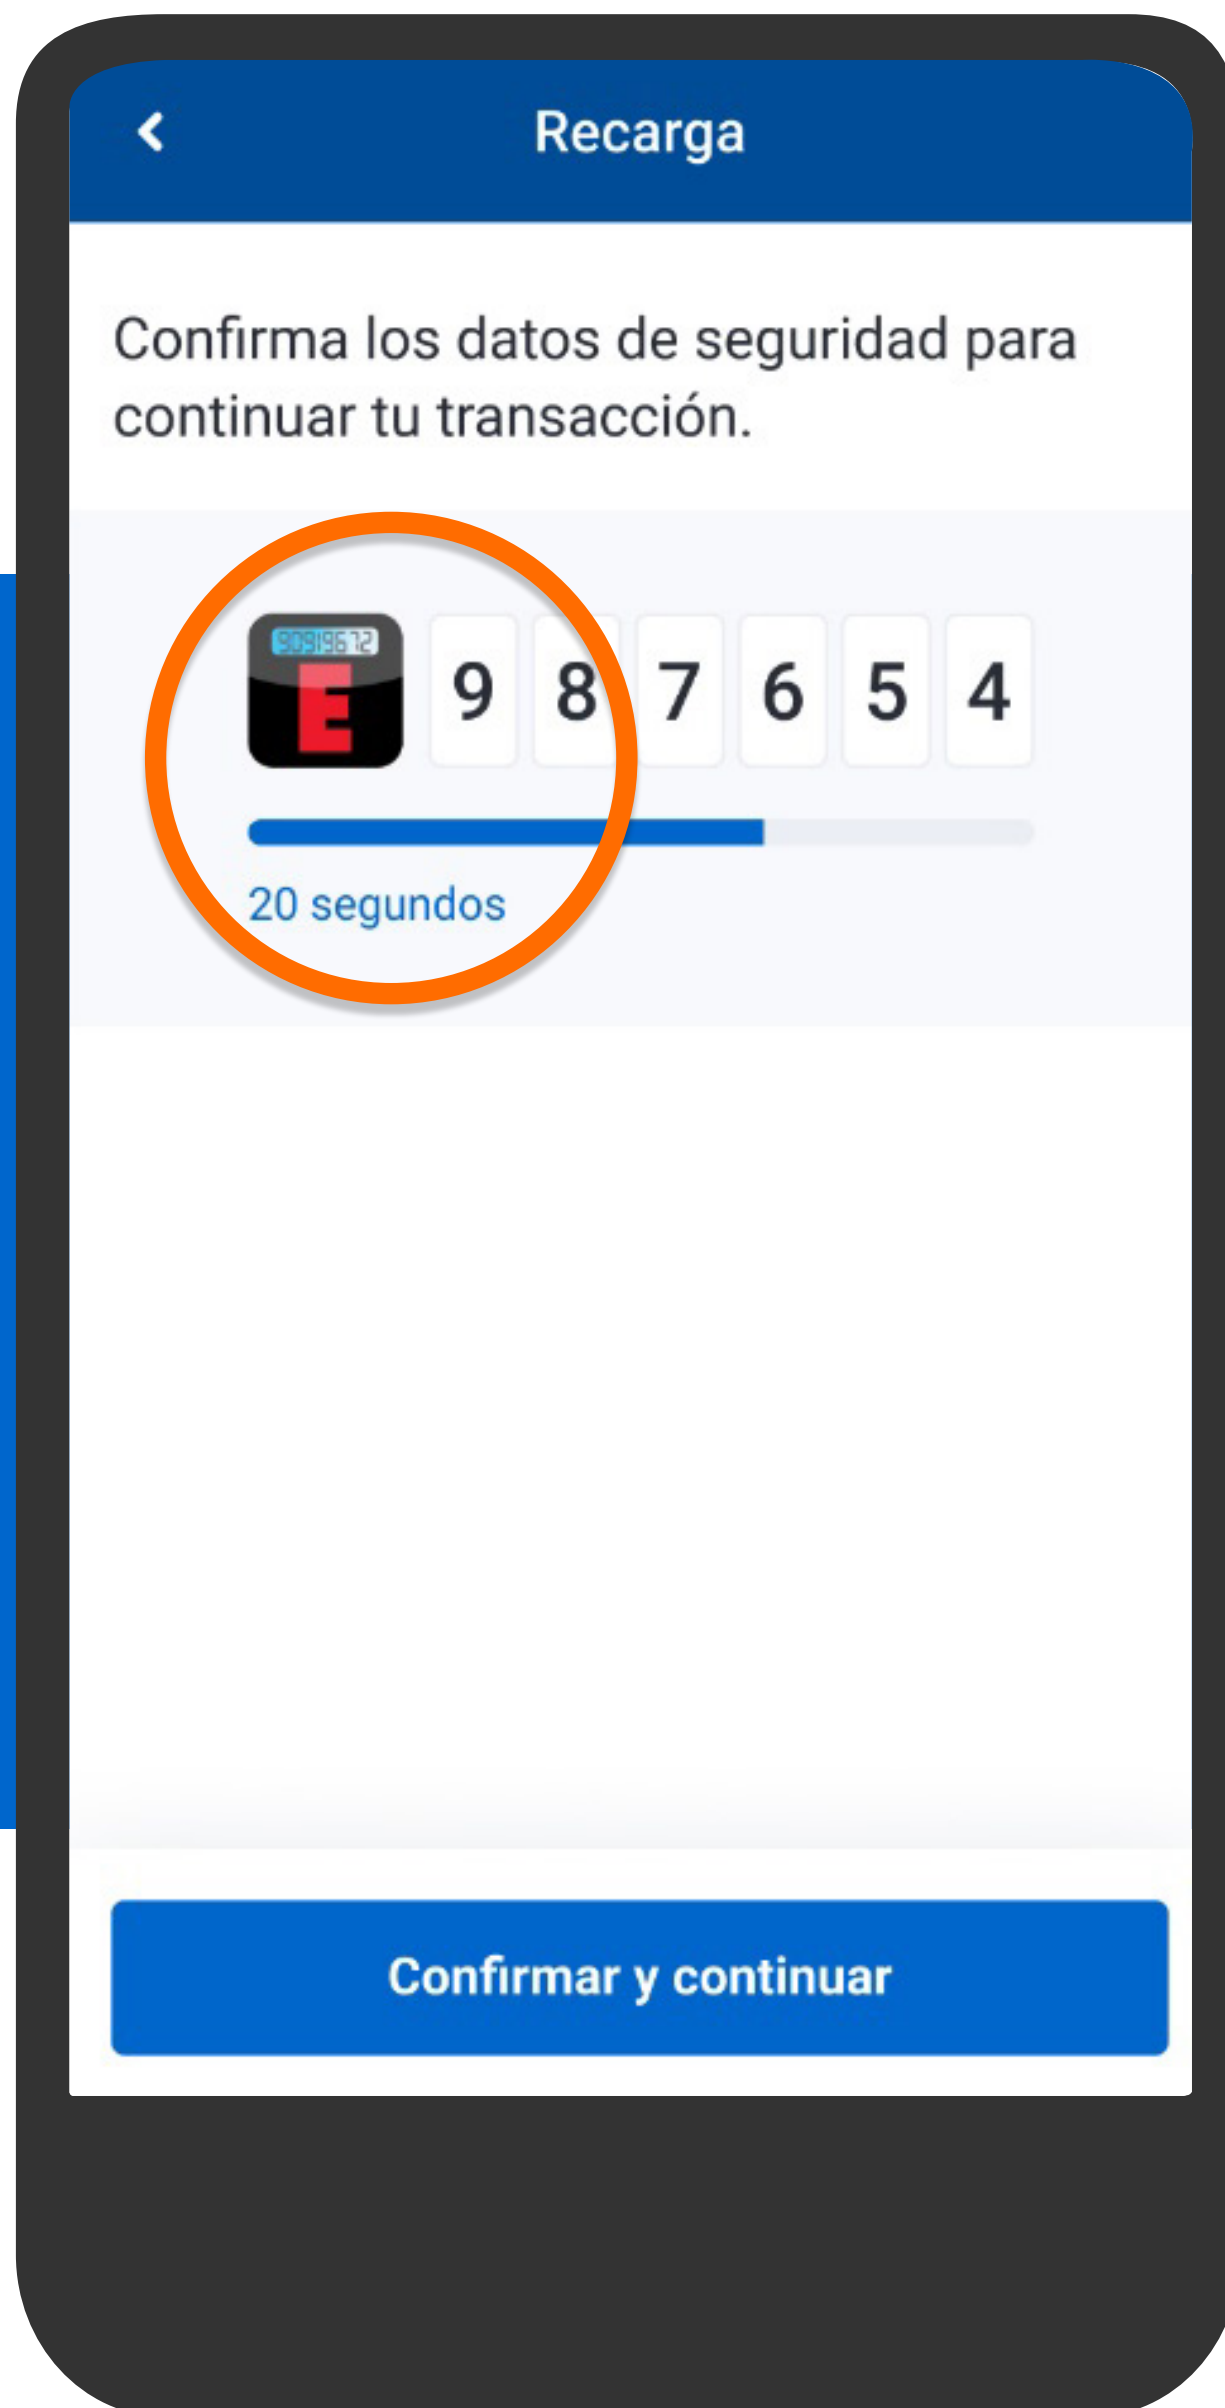 Recarga
Confirma los datos de seguridad para
continuar tu transacción.
90919672
E
9 8 7 6 5 4
20 segundos
Confirmar y continuar